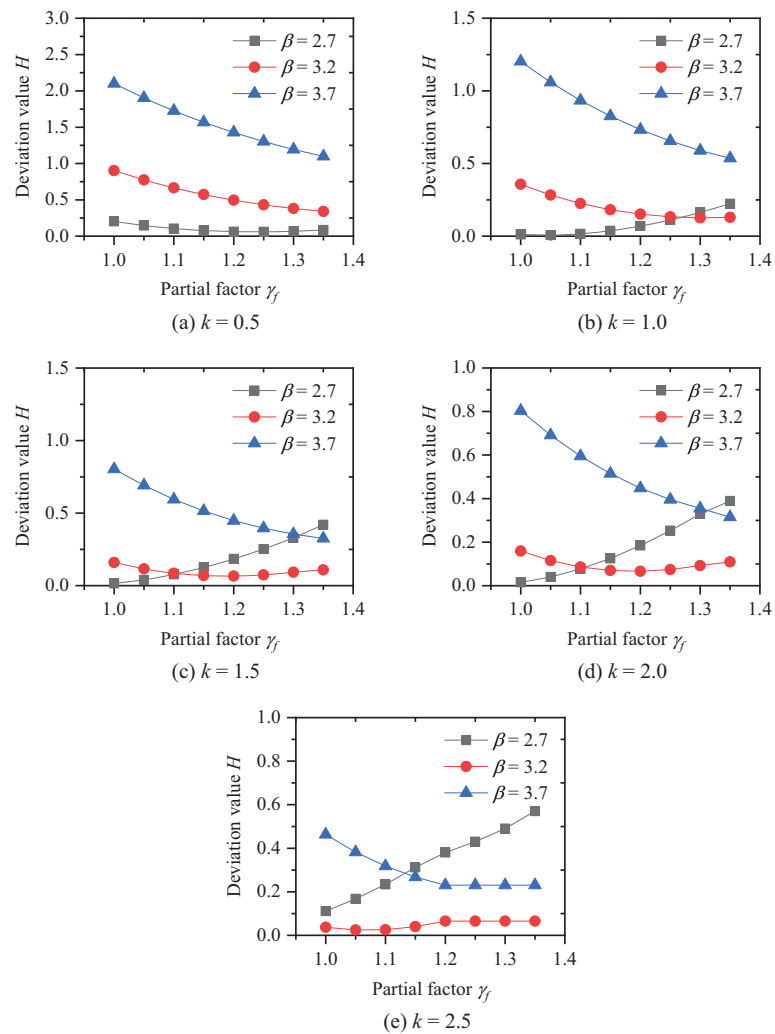 3.0
2.5
2.0
1.5
1.0
0.5
0.0
Deviation value H
β = 2.7
β = 3.2
β = 3.7
1.0 1.1 1.2 1.3 1.4
Partial factor γf
(a) k = 0.5
1.5
1.0
0.5
0.0
Deviation value H
β = 2.7
β = 3.2
β = 3.7
1.0 1.1 1.2 1.3 1.4
Partial factor γf
(b) k = 1.0
1.5
1.0
0.5
0.0
Deviation value H
β = 2.7
β = 3.2
β = 3.7
1.0 1.1 1.2 1.3 1.4
Partial factor γf
(c) k = 1.5
1.0
0.8
0.6
0.4
0.2
0.0
Deviation value H
β = 2.7
β = 3.2
β = 3.7
1.0 1.1 1.2 1.3 1.4
Partial factor γf
(d) k = 2.0
1.0
0.8
0.6
0.4
0.2
0.0
Deviation value H
β = 2.7
β = 3.2
β = 3.7
1.0 1.1 1.2 1.3 1.4
Partial factor γf
(e) k = 2.5